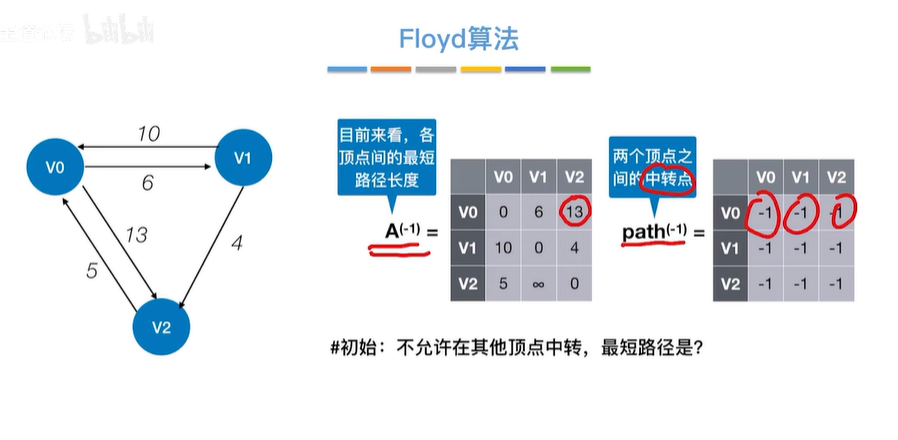 bilibili
Floyd算法
10
V0
V1
6
13
4
5
V2
目前来看，各
顶点间的最短
路径长度
A(-1) =
V0 V1 V2
V0 0 6 13
V1 10 0 4
V2 5 ∞ 0
两个顶点之
间的中转点
path(-1) =
V0 V1 V2
V0 -1 -1 -1
V1 -1 -1 -1
V2 -1 -1 -1
#初始：不允许在其他顶点中转，最短路径是？